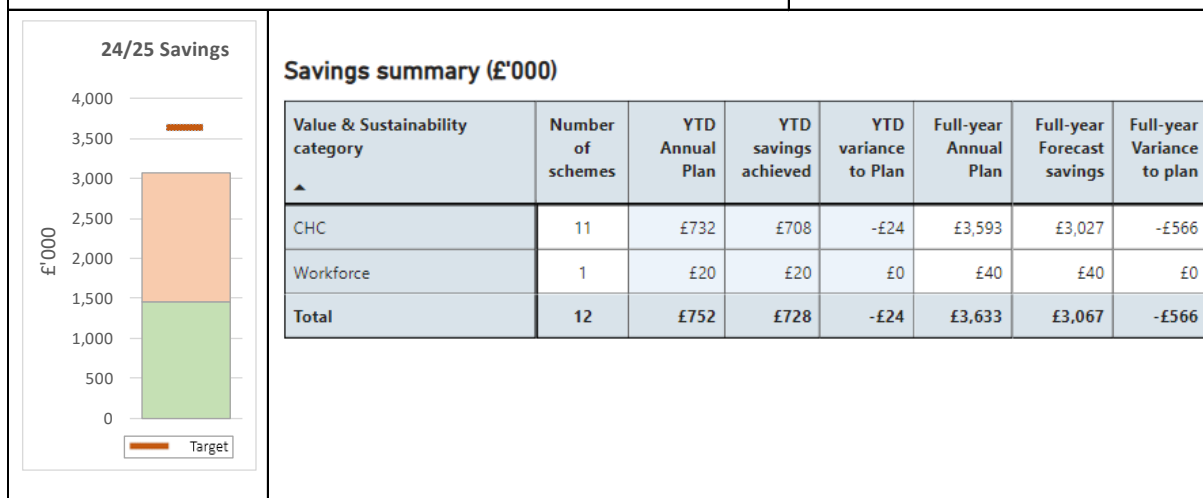 24/25 Savings
4,000
3,500
3,000
2,500
2,000
1,500
1,000
500
0
£'000
Target
Savings summary (£'000)
Value & Sustainability category Number of schemes YTD Annual Plan YTD savings achieved YTD variance to Plan Full-year Annual Plan Full-year Forecast savings Full-year Variance to plan
CHC 11 £732 £708 -£24 £3,593 £3,027 -£566
Workforce 1 £20 £20 £0 £40 £40 £0
Total 12 £752 £728 -£24 £3,633 £3,067 -£566